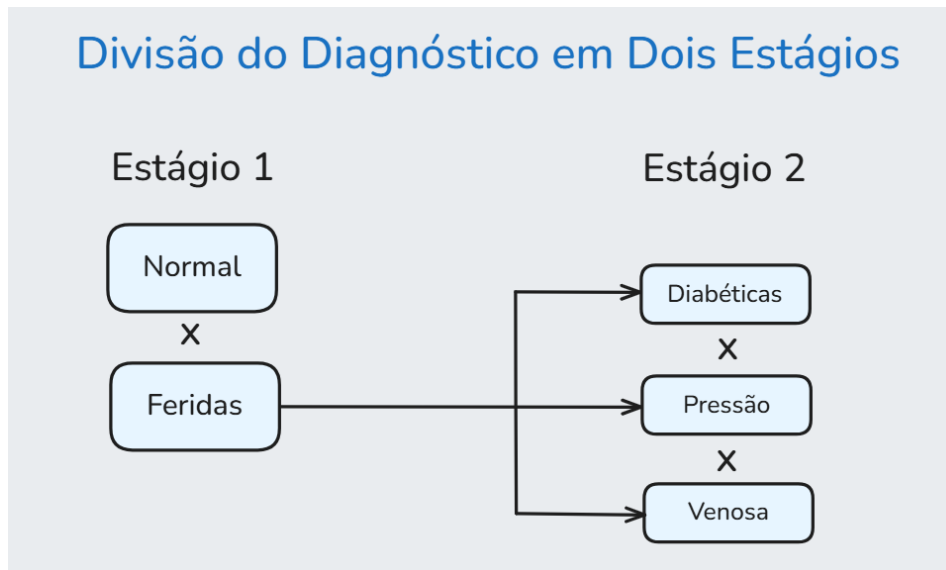 Divisão do Diagnóstico em Dois Estágios
Estágio 1
Normal
x
Feridas
Estágio 2
Diabéticas
x
Pressão
x
Venosa